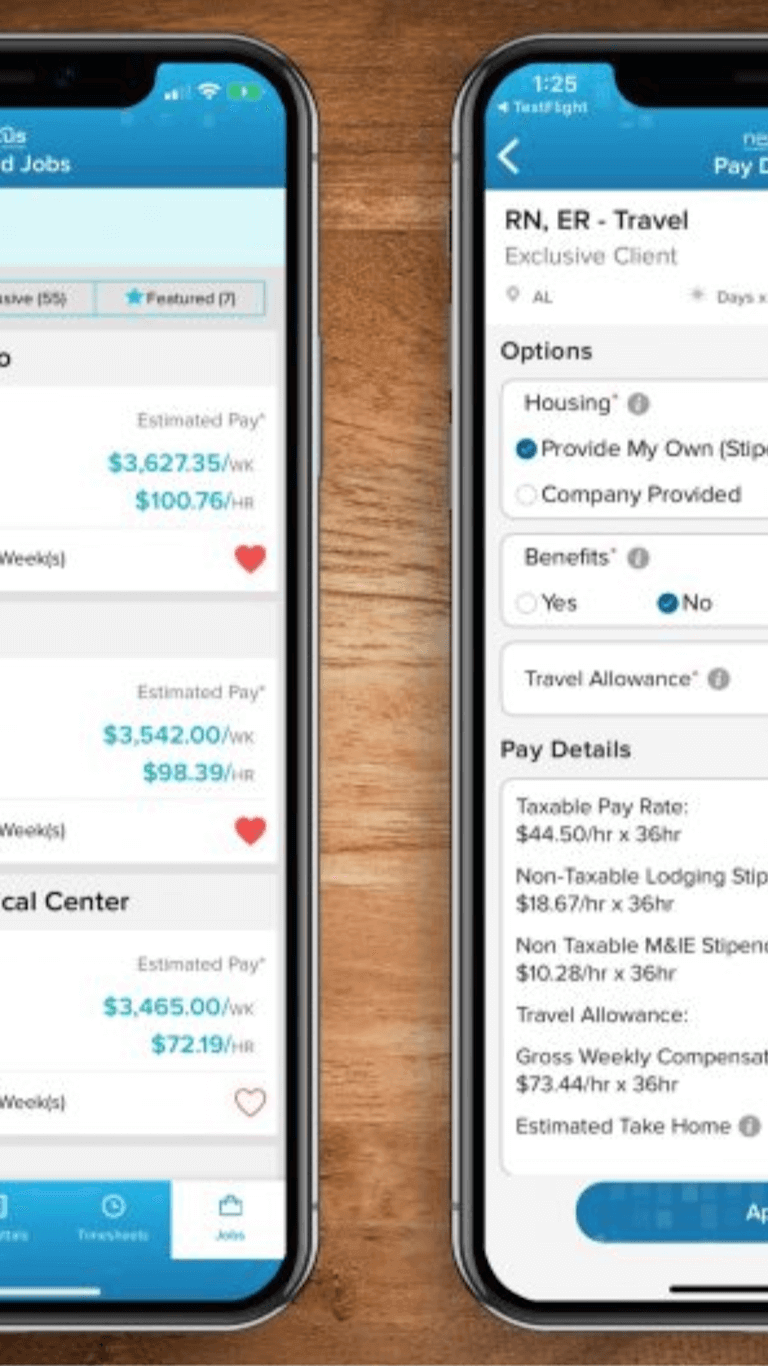 d Jobs
Featured (7)
Estimated Pay*
$3,627.35/WK
$100.76/HR
Week(s)
Estimated Pay*
$3,542.00/WK
$98.39/HR
Week(s)
cal Center
Estimated Pay*
$3,465.00/WK
$72.19/HR
Week(s)
Timesheets
Jobs
1:25
TestFlight
Pay D
RN, ER - Travel
Exclusive Client
AL
Days x
Options
Housing*
Provide My Own (Stipe
Company Provided
Benefits*
Yes No
Travel Allowance*
Pay Details
Taxable Pay Rate:
$44.50/hr x 36hr
Non-Taxable Lodging Stip
$18.67/hr x 36hr
Non Taxable M&IE Stipend
$10.28/hr x 36hr
Travel Allowance:
Gross Weekly Compensat
$73.44/hr x 36hr
Estimated Take Home
Ap